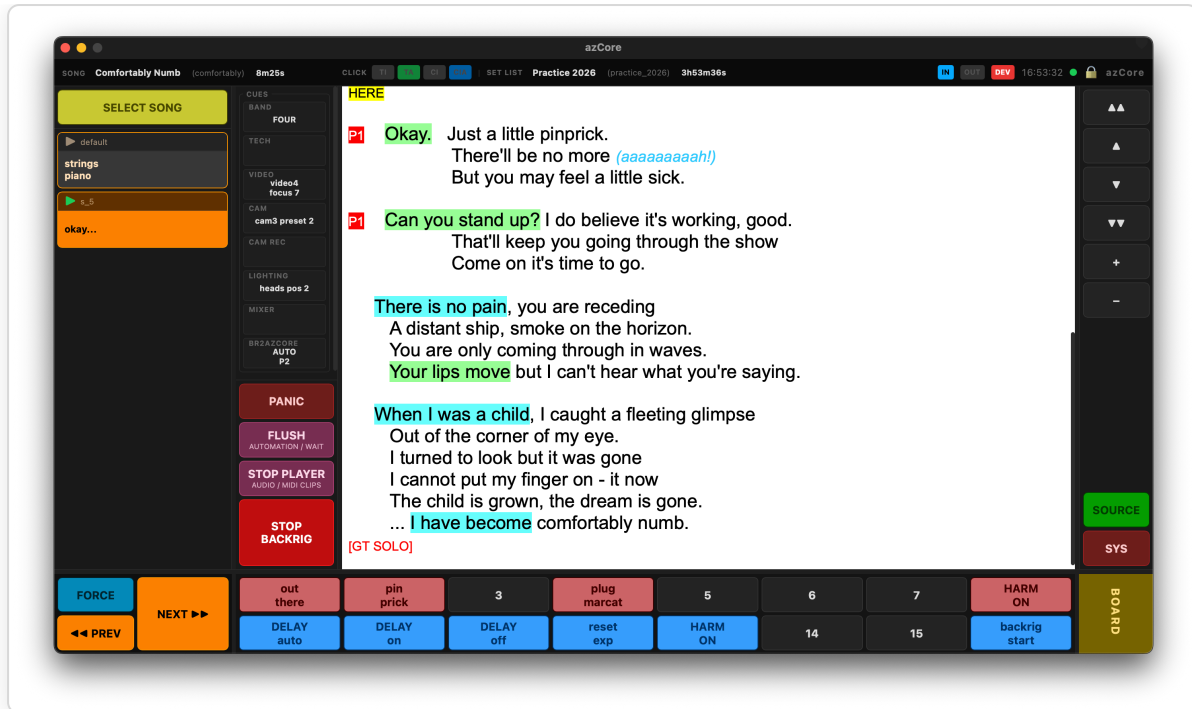 azCore
SONG Comfortably Numb (comfortably) 8m25s
CLICK TI TA CI
SET LIST Practice 2026 (practice_2026) 3h53m36s
IN OUT DEV 16:53:32 azCore
SELECT SONG
default
strings
piano
s_5
okay...
CUES
BAND
FOUR
TECH
VIDEO
video4
focus 7
CAM
cam3 preset 2
CAM REC
LIGHTING
heads pos 2
MIXER
BR2AZCORE
AUTO
P2
PANIC
FLUSH
AUTOMATION / WAIT
STOP PLAYER
AUDIO / MIDI CLIPS
STOP
BACKRIG
HERE
P1 Okay. Just a little pinprick.
There'll be no more (aaaaaaaaah!)
But you may feel a little sick.
P1 Can you stand up? I do believe it's working, good.
That'll keep you going through the show
Come on it's time to go.
There is no pain, you are receding
A distant ship, smoke on the horizon.
You are only coming through in waves.
Your lips move but I can't hear what you're saying.
When I was a child, I caught a fleeting glimpse
Out of the corner of my eye.
I turned to look but it was gone
I cannot put my finger on - it now
The child is grown, the dream is gone.
... I have become comfortably numb.
[GT SOLO]
+
−
SOURCE
SYS
FORCE
◀◀ PREV
NEXT ▶▶
out
there
pin
prick
3
plug
marcat
5
6
7
HARM
ON
DELAY
auto
DELAY
on
DELAY
off
reset
exp
HARM
ON
14
15
backrig
start
BOARD